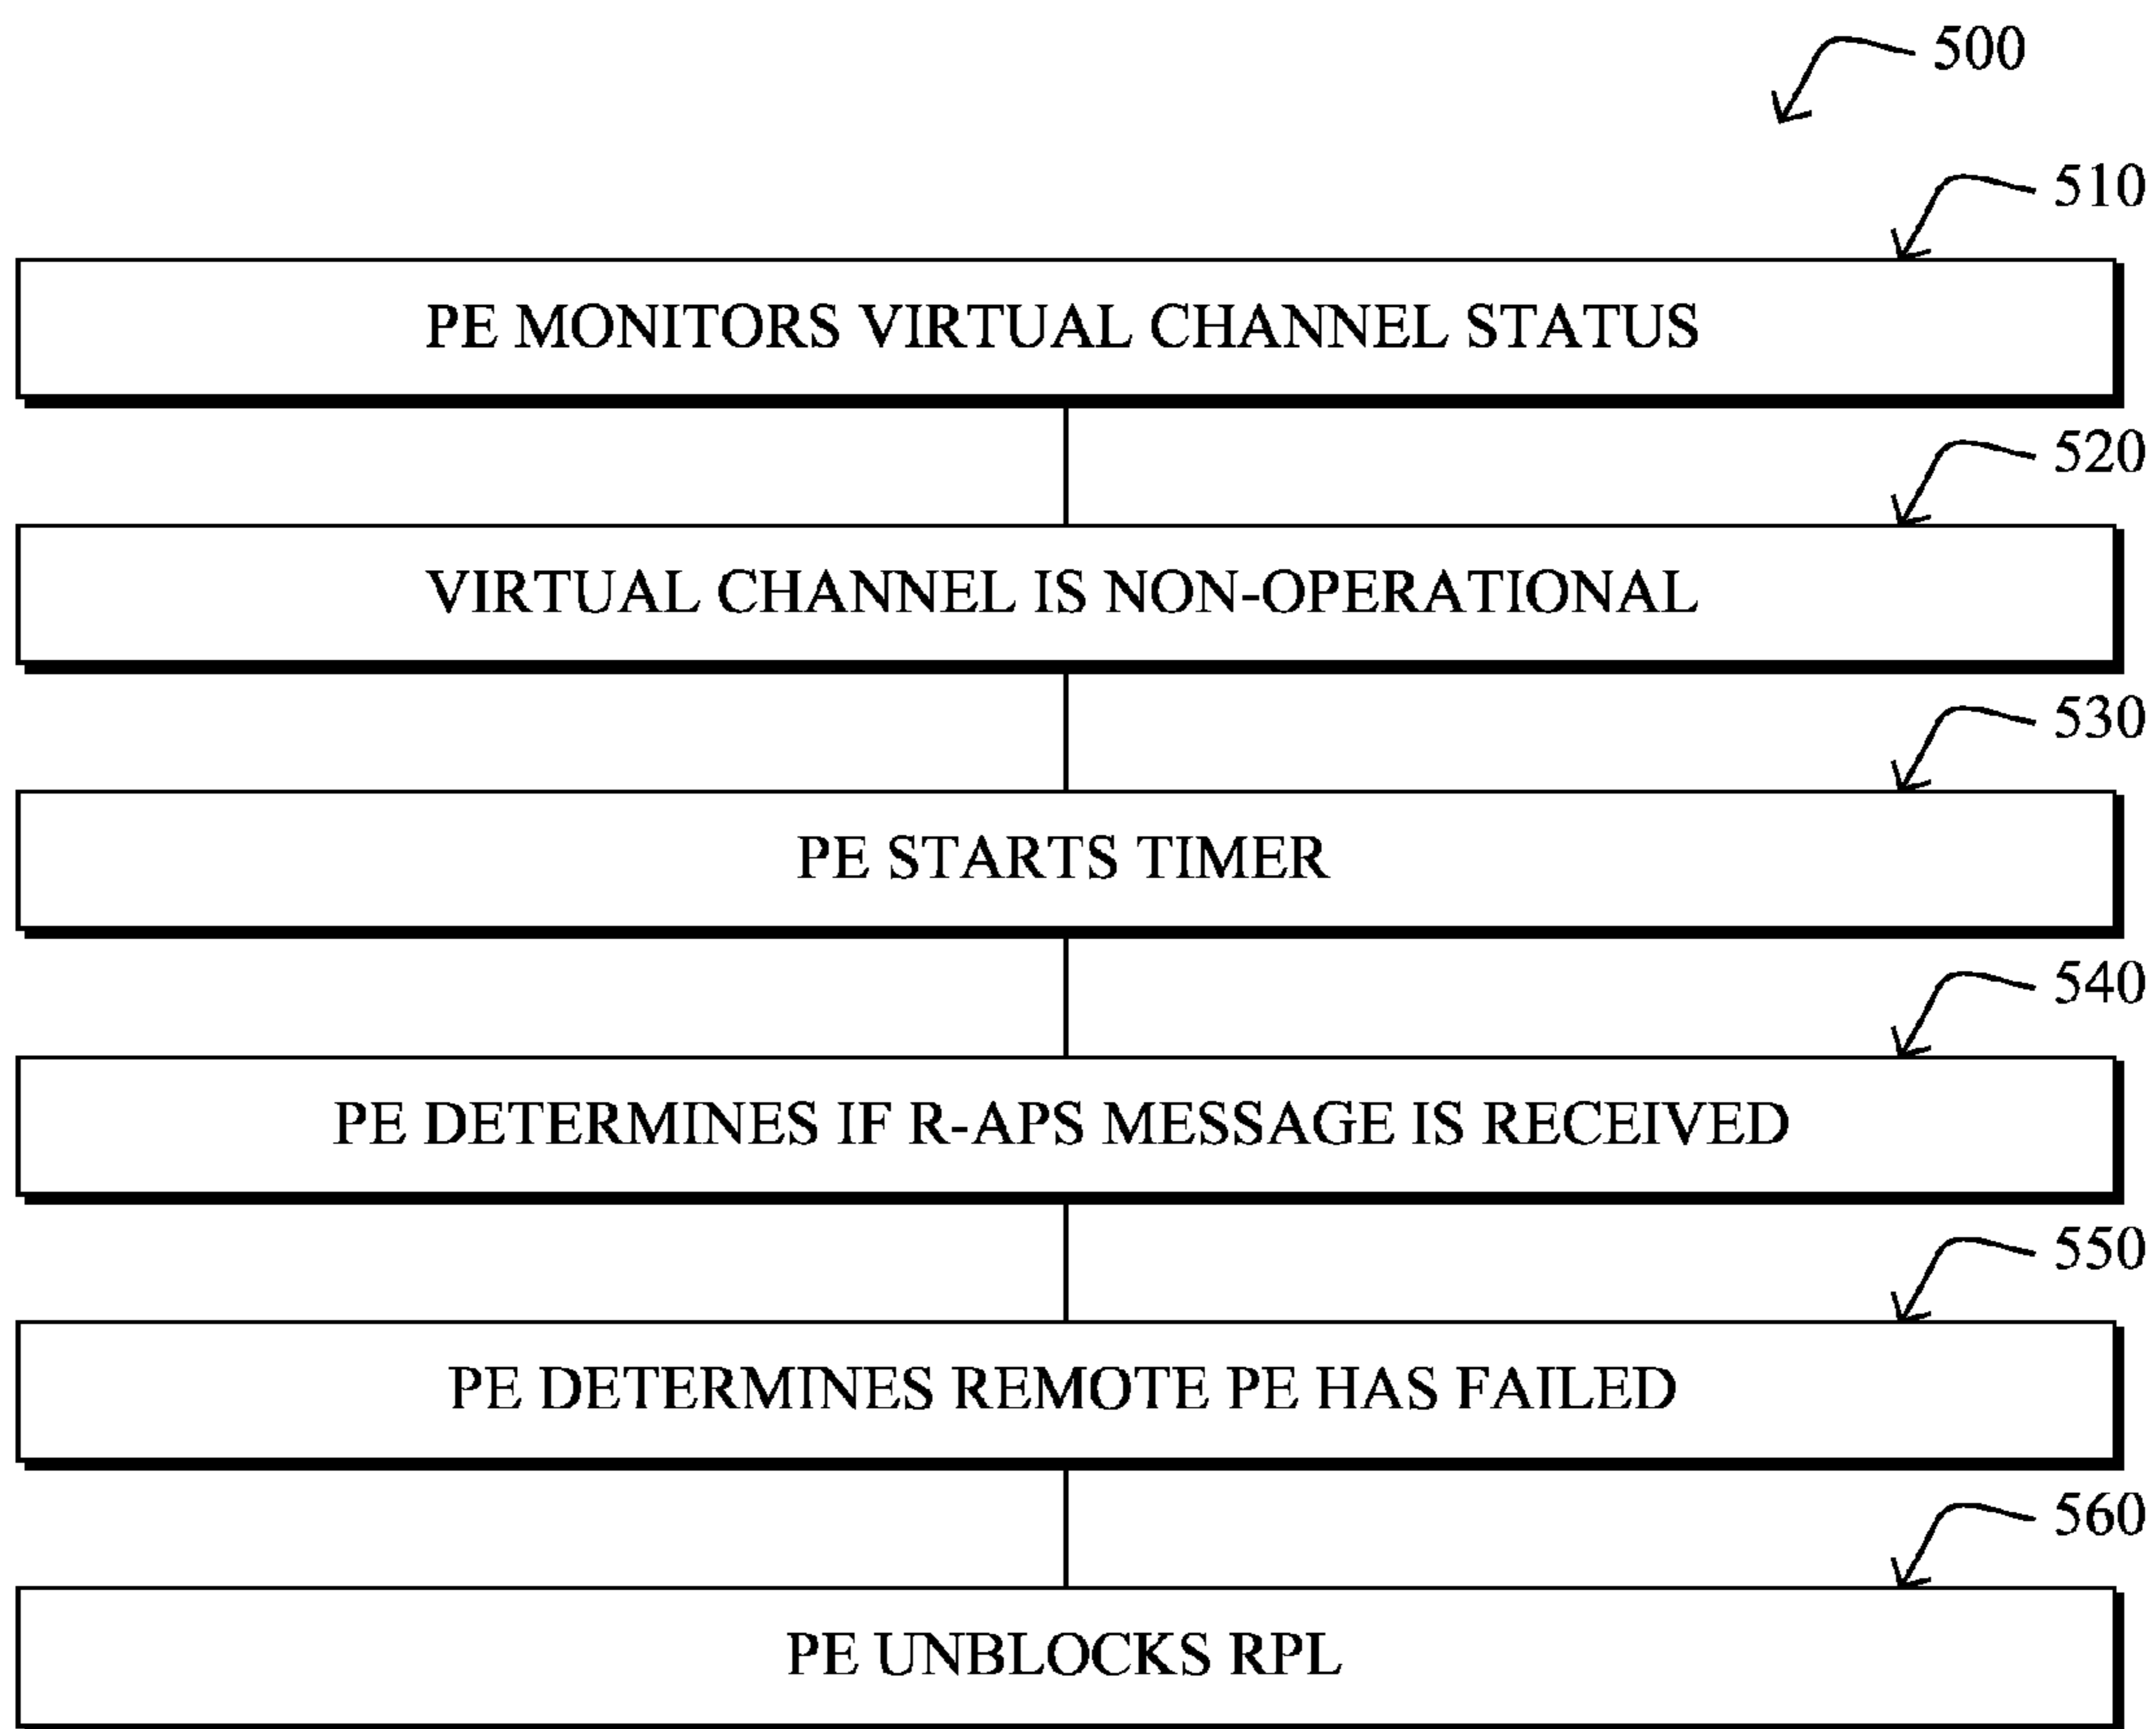 500
510
PE MONITORS VIRTUAL CHANNEL STATUS
520
VIRTUAL CHANNEL IS NON-OPERATIONAL
530
PE STARTS TIMER
540
PE DETERMINES IF R-APS MESSAGE IS RECEIVED
550
PE DETERMINES REMOTE PE HAS FAILED
560
PE UNBLOCKS RPL